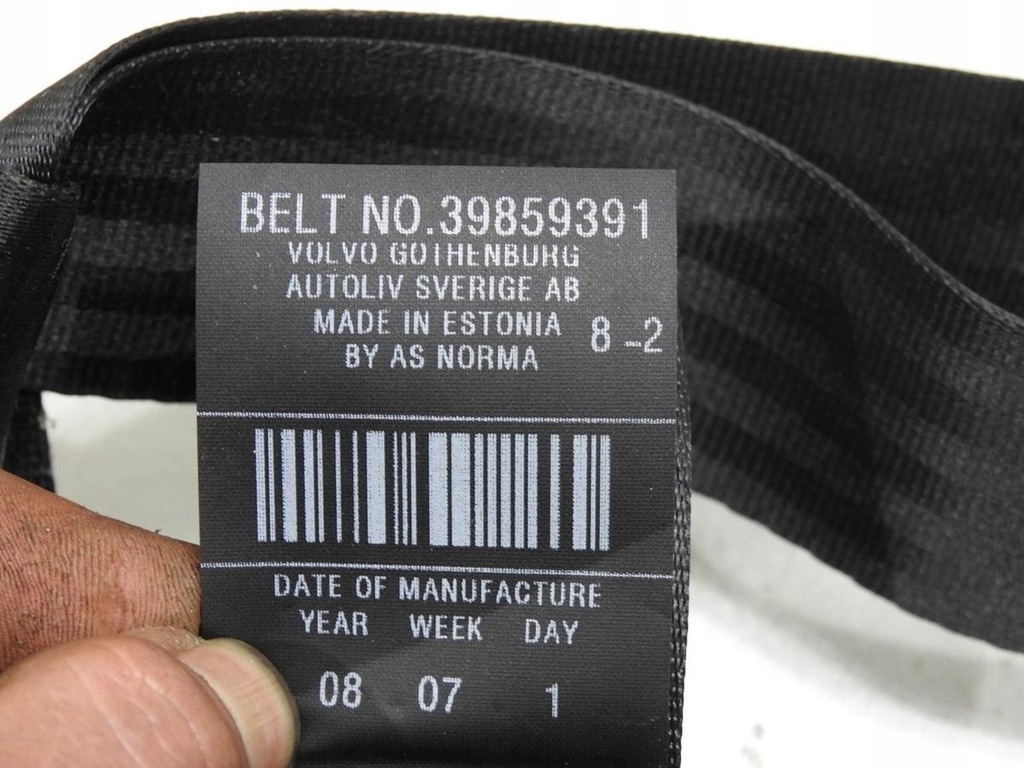 BELT NO.39859391
VOLVO GOTHENBURG
AUTOLIV SVERIGE AB
MADE IN ESTONIA
BY AS NORMA
8-2
DATE OF MANUFACTURE
YEAR WEEK DAY
08 07 1